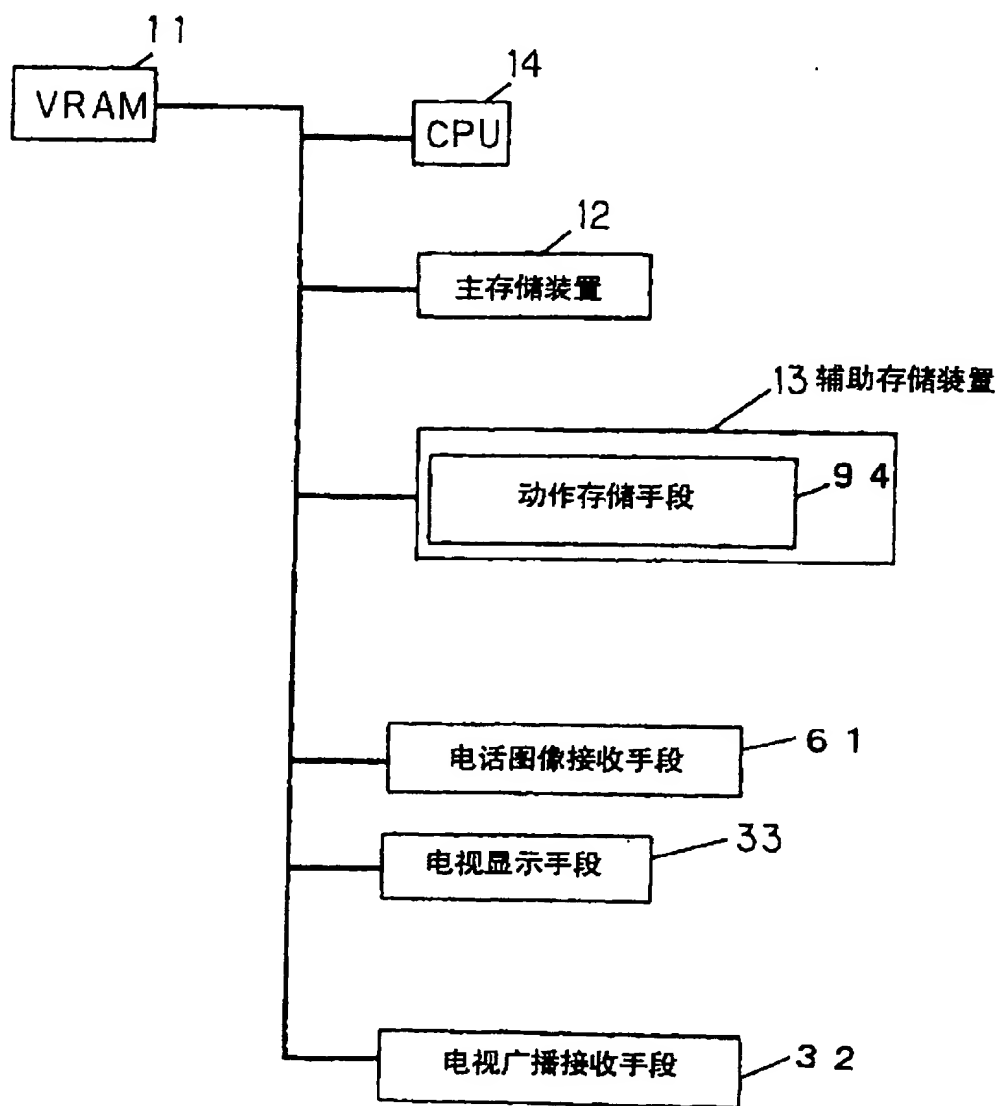 11
VRAM
14
CPU
12
主存储装置
13 辅助存储装置
动作存储手段
94
电话图像接收手段
61
电视显示手段
33
电视广播接收手段
32